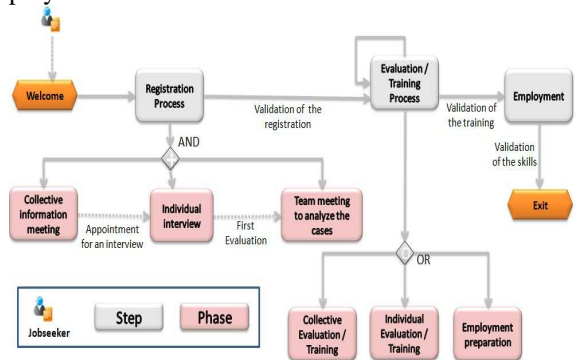 Welcome
Registration
Process
Validation of the
registration
Evaluation /
Training
Process
Validation of
the training
Employment
Validation
of the skills
Exit
AND
Collective
information
meeting
Appointment
for an interview
Individual
interview
First
Evaluation
Team meeting
to analyze the
cases
OR
Collective
Evaluation /
Training
Individual
Evaluation /
Training
Employment
preparation
Jobseeker
Step
Phase